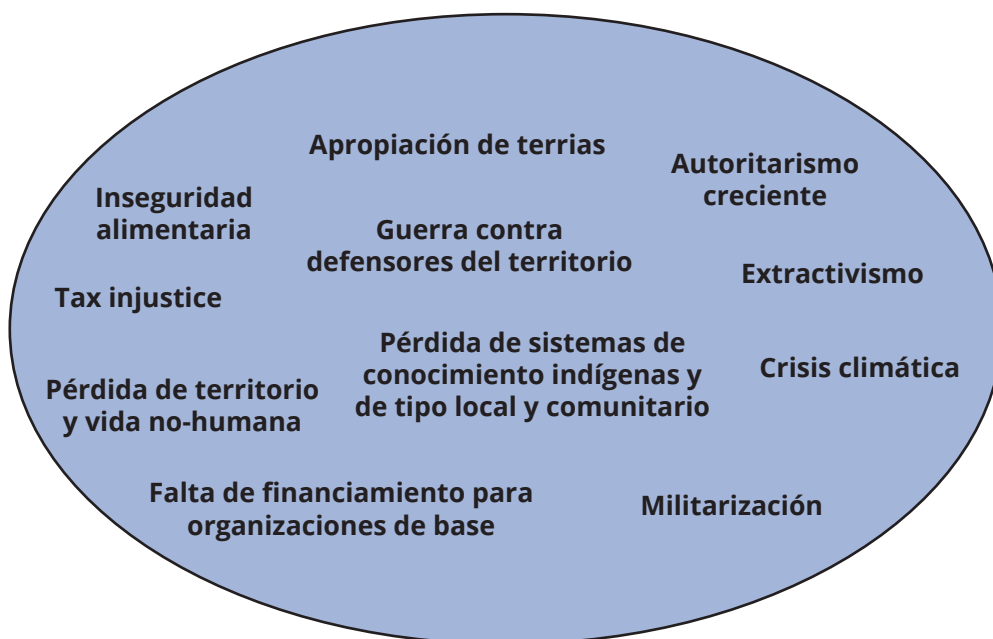 Apropiación de terrias
Autoritarismo
creciente
Inseguridad
alimentaria
Guerra contra
defensores del territorio
Extractivismo
Tax injustice
Pérdida de sistemas de
conocimiento indígenas y
de tipo local y comunitario
Crisis climática
Pérdida de territorio
y vida no-humana
Falta de financiamiento para
organizaciones de base
Militarización